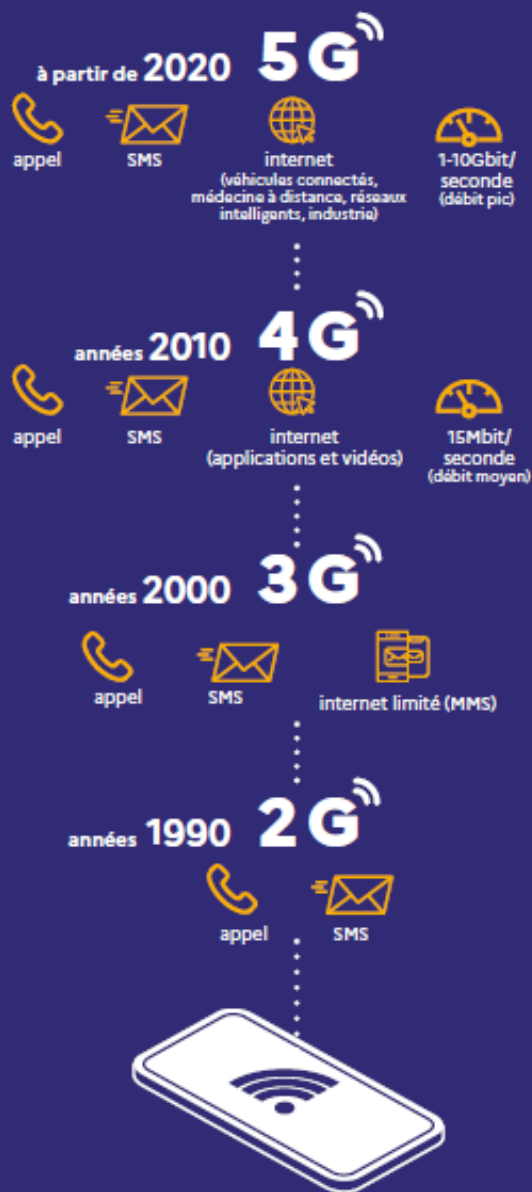 à partir de 2020 5G
appel
SMS
internet
(véhicules connectés,
médecine à distance, réseaux
intelligents, industrie)
1-10Gbit/
seconde
(débit pic)
années 2010 4G
appel
SMS
internet
(applications et vidéos)
15Mbit/
seconde
(débit moyen)
années 2000 3G
appel
SMS
internet limité (MMS)
années 1990 2G
appel
SMS